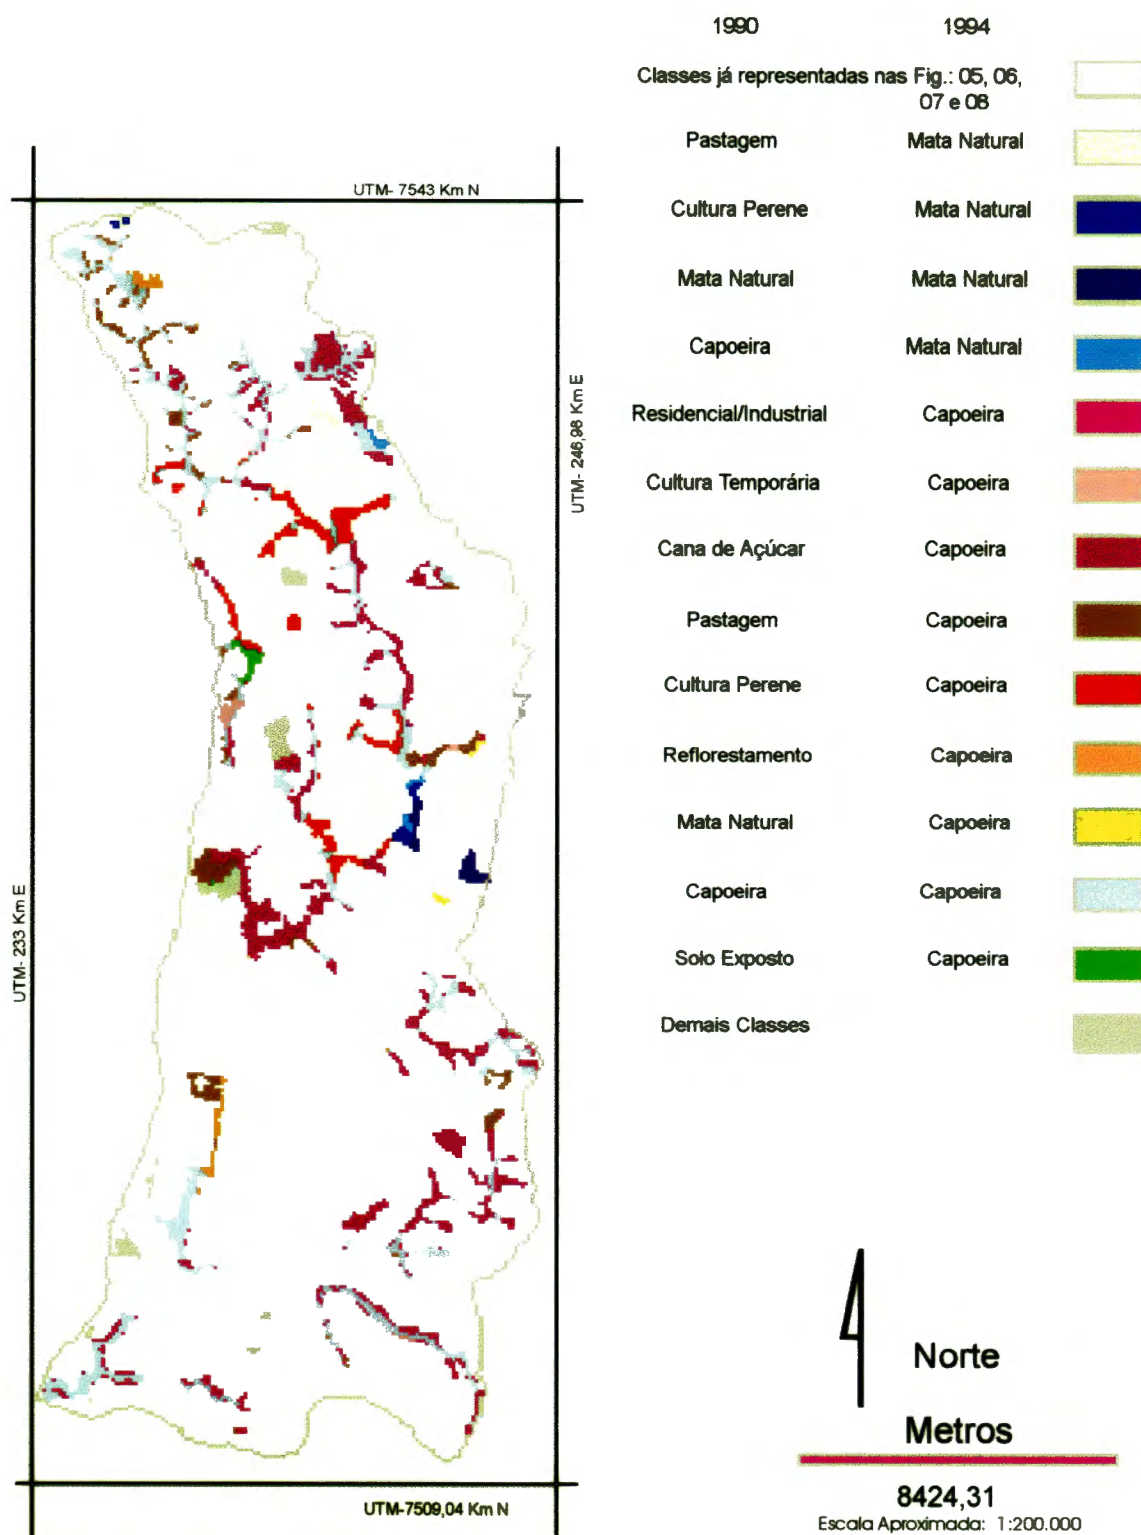 1990 1994
Classes já representadas nas Fig.: 05, 06,
07 e 08
Pastagem Mata Natural
Cultura Perene Mata Natural
Mata Natural Mata Natural
Capoeira Mata Natural
Residencial/Industrial Capoeira
Cultura Temporária Capoeira
Cana de Açúcar Capoeira
Pastagem Capoeira
Cultura Perene Capoeira
Reflorestamento Capoeira
Mata Natural Capoeira
Capoeira Capoeira
Solo Exposto Capoeira
Demais Classes
UTM- 7543 Km N
UTM- 246,98 Km E
UTM- 233 Km E
UTM-7509,04 Km N
Norte
Metros
8424,31
Escala Aproximada: 1:200.000